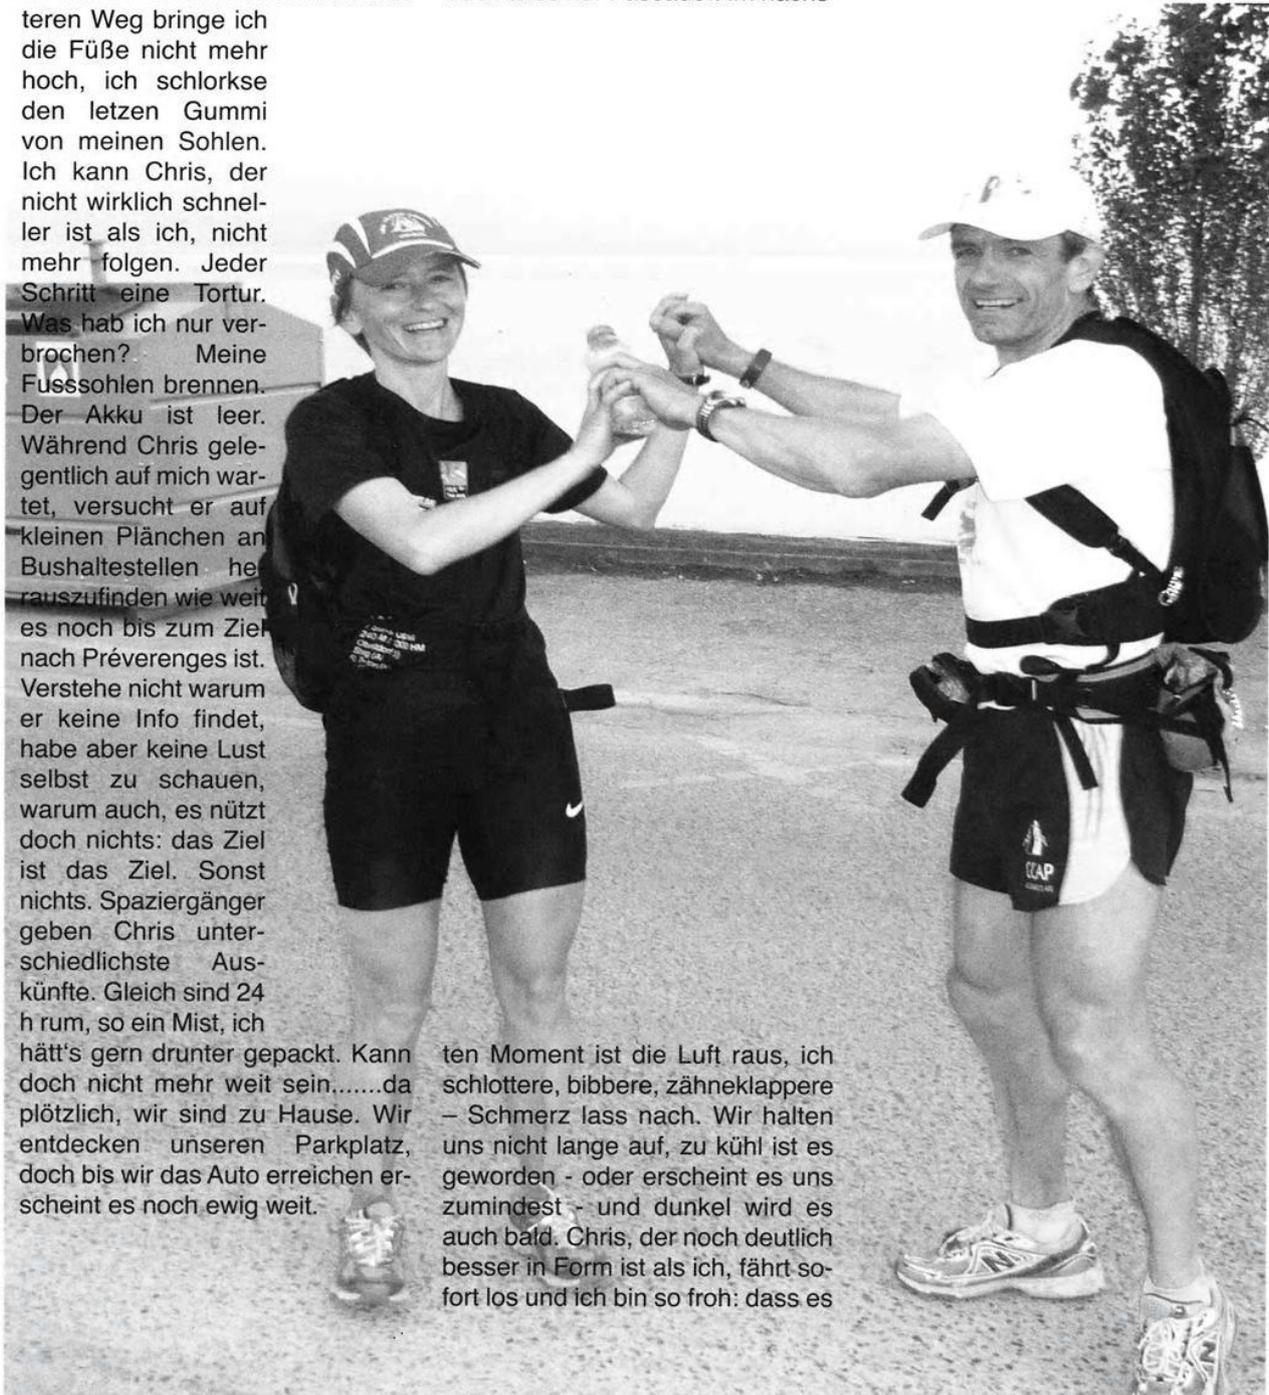 teren Weg bringe ich
die Füße nicht mehr
hoch, ich schlorkse
den letzen Gummi
von meinen Sohlen.
Ich kann Chris, der
nicht wirklich schnel-
ler ist als ich, nicht
mehr folgen. Jeder
Schritt eine Tortur.
Was hab ich nur ver-
brochen? Meine
Fusssohlen brennen.
Der Akku ist leer.
Während Chris gele-
gentlich auf mich war-
tet, versucht er auf
kleinen Plänchen an
Bushaltestellen he-
rauszufinden wie weit
es noch bis zum Ziel
nach Préverenges ist.
Verstehe nicht warum
er keine Info findet,
habe aber keine Lust
selbst zu schauen,
warum auch, es nützt
doch nichts: das Ziel
ist das Ziel. Sonst
nichts. Spaziergänger
geben Chris unter-
schiedlichste Aus-
künfte. Gleich sind 24
h rum, so ein Mist, ich
hätt's gern drunter gepackt. Kann
doch nicht mehr weit sein.......da
plötzlich, wir sind zu Hause. Wir
entdecken unseren Parkplatz,
doch bis wir das Auto erreichen er-
scheint es noch ewig weit.
ten Moment ist die Luft raus, ich
schlottere, bibbere, zähneklappere
– Schmerz lass nach. Wir halten
uns nicht lange auf, zu kühl ist es
geworden - oder erscheint es uns
zumindest - und dunkel wird es
auch bald. Chris, der noch deutlich
besser in Form ist als ich, fährt so-
fort los und ich bin so froh: dass es
CCAP